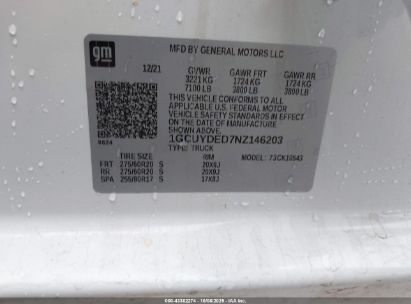 gm
MFD BY GENERAL MOTORS LLC
12/21 GVWR GAWR FRT GAWR RR
3221 KG 1724 KG 1724 KG
7100 LB 3800 LB 3800 LB
THIS VEHICLE CONFORMS TO ALL
APPLICABLE U.S. FEDERAL MOTOR
VEHICLE SAFETY STANDARDS IN EFFECT
ON THE DATE OF MANUFACTURE
1GCUYDED7NZ146203
TYPE: TRUCK
TIRE SIZE RIM MODEL:
FRT 275/60R20 S 20X9J
RR 275/60R20 S 20X9J
SPA 255/80R17 S 17X8J